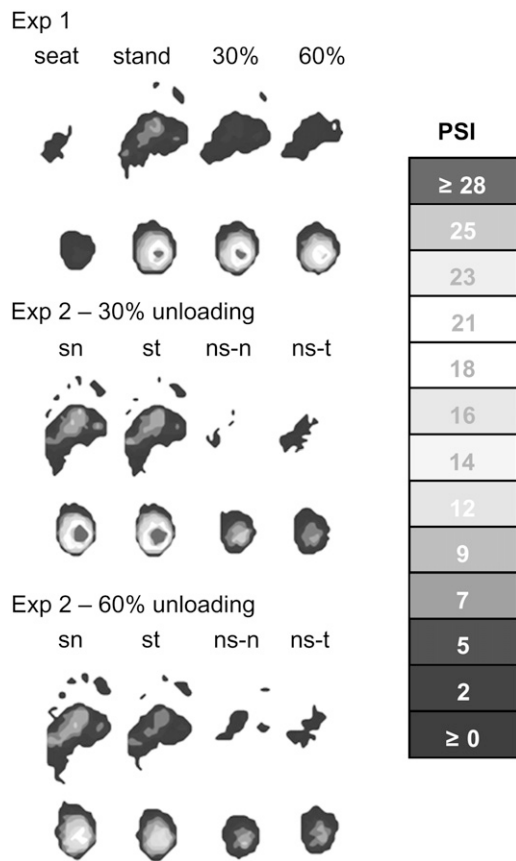 Exp 1
seat stand 30% 60%
Exp 2 – 30% unloading
sn st ns-n ns-t
Exp 2 – 60% unloading
sn st ns-n ns-t
PSI
≥ 28
25
23
21
18
16
14
12
9
7
5
2
≥ 0